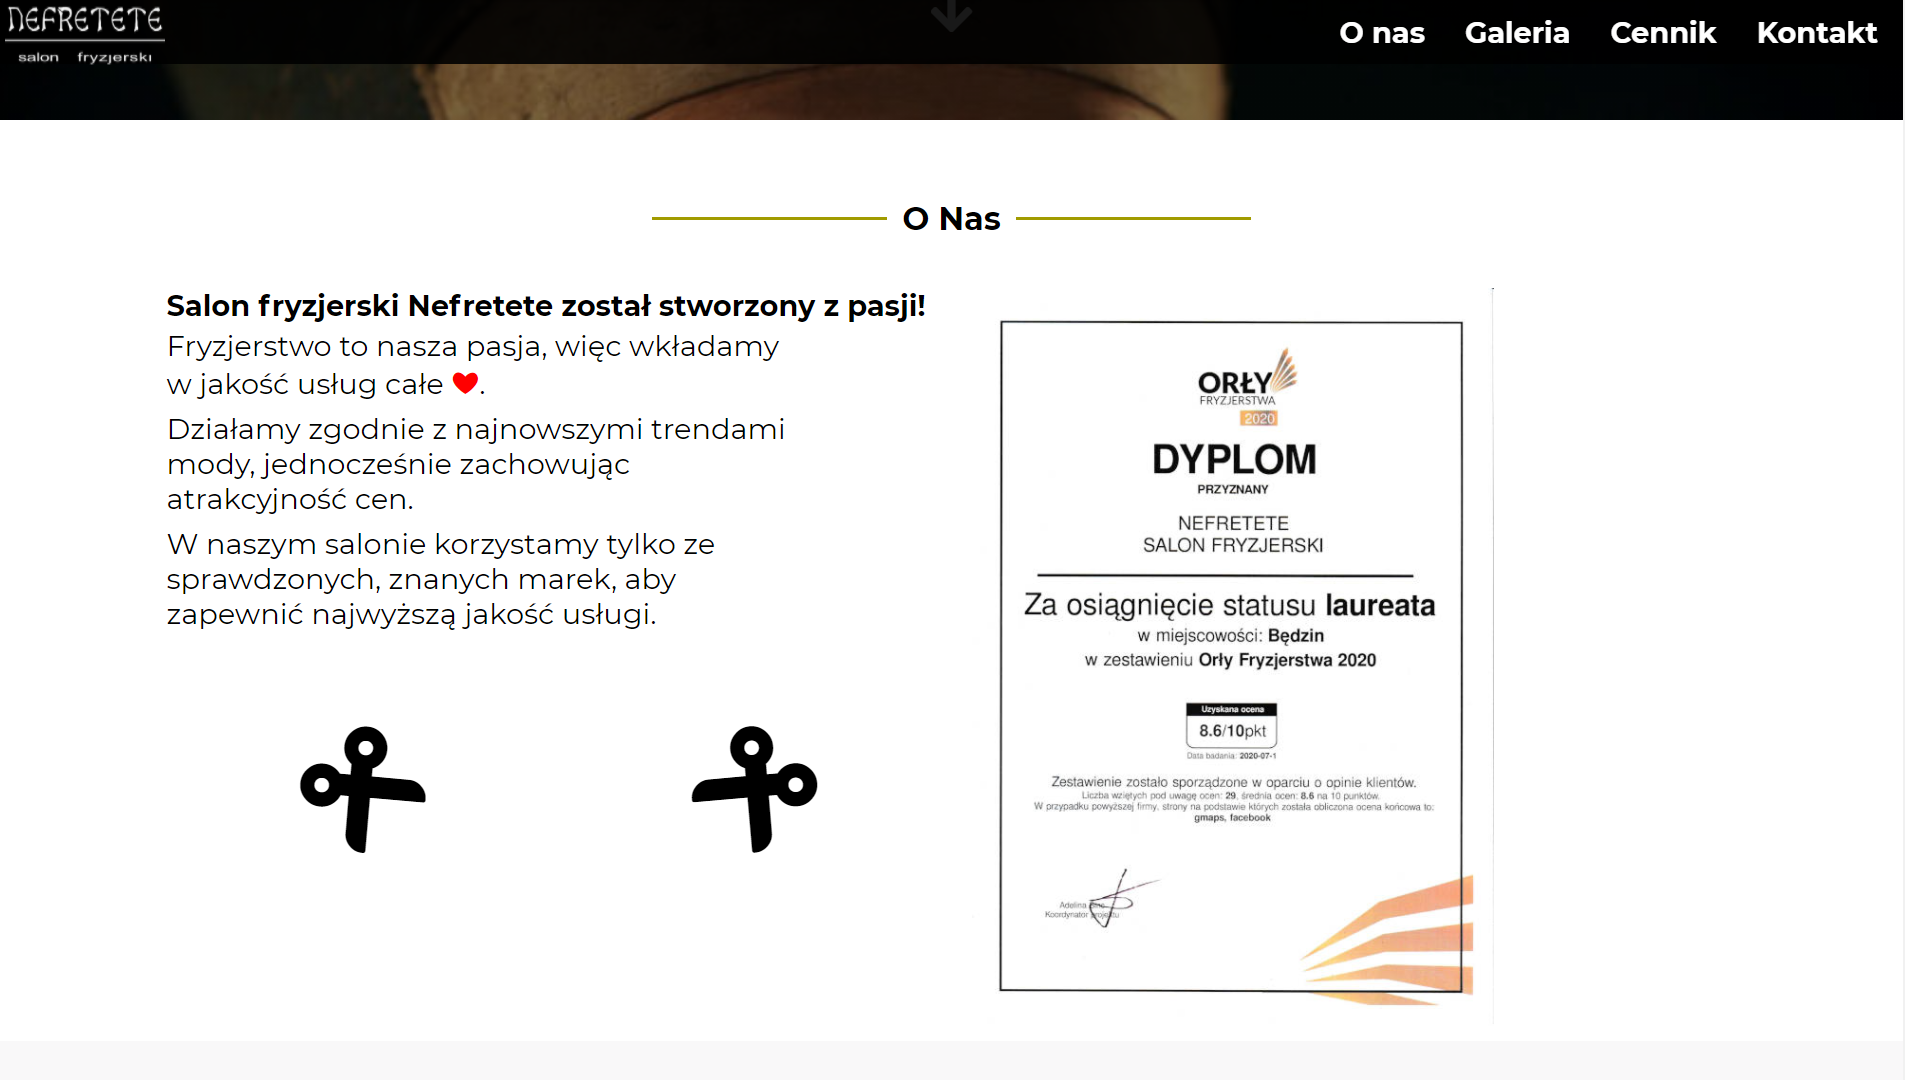 NEFRETETE
salon fryzjerski
O nas Galeria Cennik Kontakt
O Nas
Salon fryzjerski Nefretete został stworzony z pasji!
Fryzjerstwo to nasza pasja, więc wkładamy
w jakość usług całe ❤.
Działamy zgodnie z najnowszymi trendami
mody, jednocześnie zachowując
atrakcyjność cen.
W naszym salonie korzystamy tylko ze
sprawdzonych, znanych marek, aby
zapewnić najwyższą jakość usługi.
ORŁY
FRYZJERSTWA
2020
DYPLOM
PRZYZNANY
NEFRETETE
SALON FRYZJERSKI
Za osiągnięcie statusu laureata
w miejscowości: Będzin
w zestawieniu Orły Fryzjerstwa 2020
Uzyskana ocena
8.6/10pkt
Data badania: 2020-07-1
Zestawienie zostało sporządzone w oparciu o opinie klientów.
Liczba wziętych pod uwagę ocen: 29, średnia ocen: 8.6 na 10 punktów.
W przypadku powyższej firmy, strony na podstawie których została obliczona ocena końcowa to:
gmaps, facebook
Adelina
Koordynator projektu